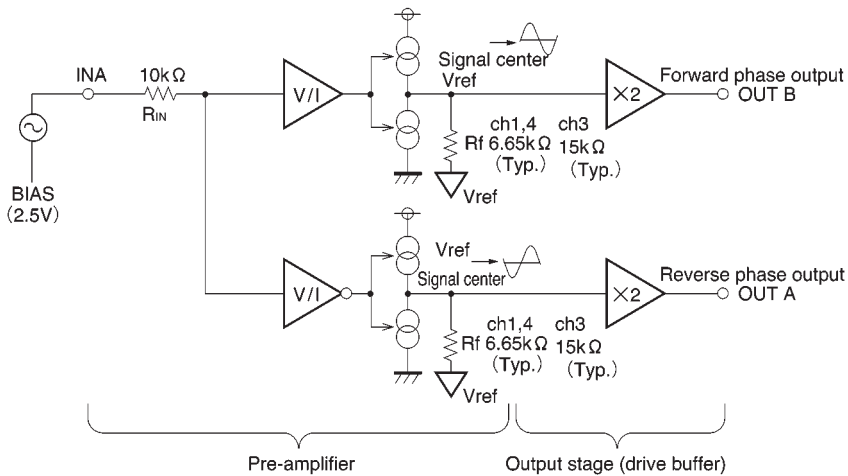 INA
10kΩ
RIN
BIAS
(2.5V)
V/I
Signal center
Vref
ch1,4
Rf 6.65kΩ
(Typ.)
ch3
15kΩ
(Typ.)
Vref
×2
Forward phase output
OUT B
V/I
Vref
Signal center
ch1,4
Rf 6.65kΩ
(Typ.)
ch3
15kΩ
(Typ.)
Vref
×2
Reverse phase output
OUT A
Pre-amplifier
Output stage (drive buffer)